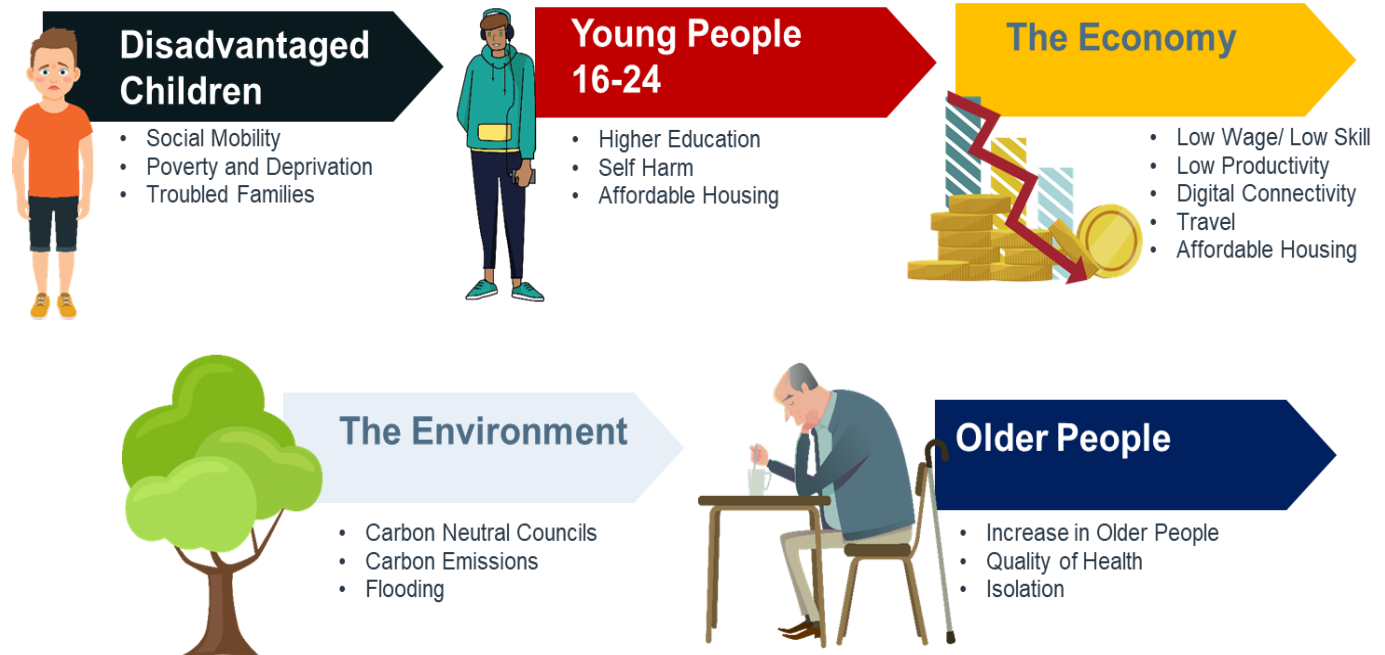 Disadvantaged
Children
• Social Mobility
• Poverty and Deprivation
• Troubled Families
Young People
16-24
• Higher Education
• Self Harm
• Affordable Housing
The Economy
• Low Wage/ Low Skill
• Low Productivity
• Digital Connectivity
• Travel
• Affordable Housing
The Environment
• Carbon Neutral Councils
• Carbon Emissions
• Flooding
Older People
• Increase in Older People
• Quality of Health
• Isolation